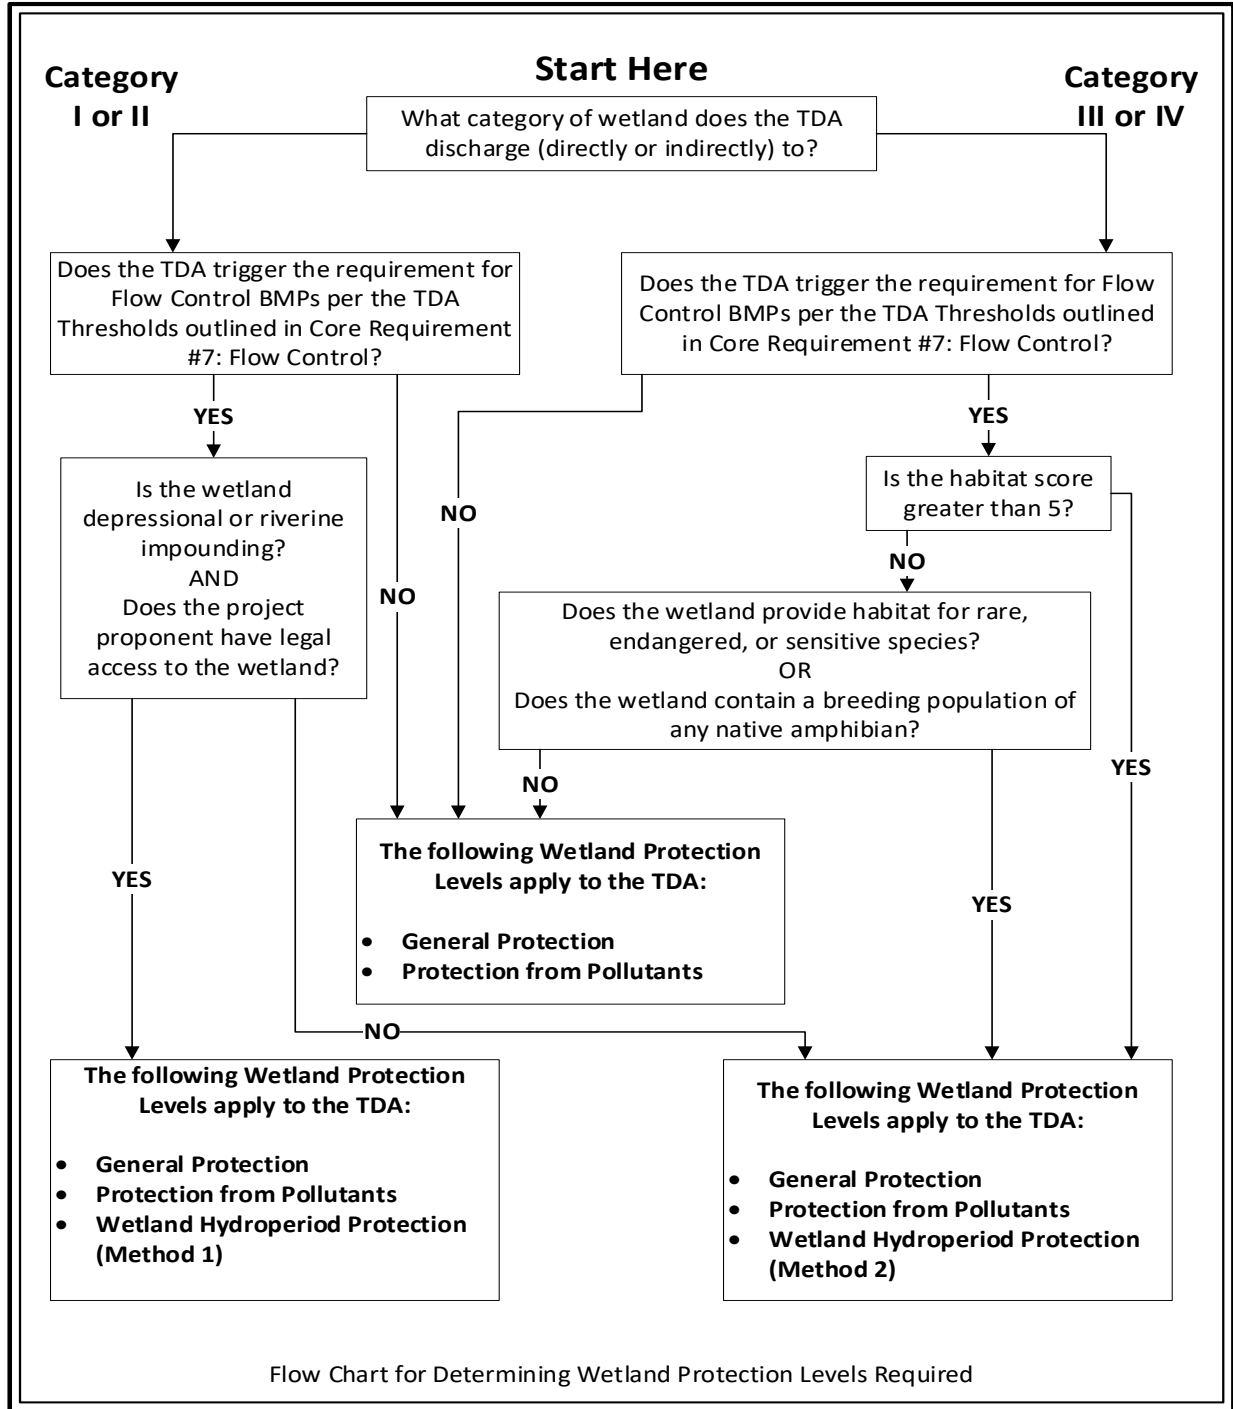 Start Here
Category
I or II
Category
III or IV
What category of wetland does the TDA
discharge (directly or indirectly) to?
Does the TDA trigger the requirement for
Flow Control BMPs per the TDA
Thresholds outlined in Core Requirement
#7: Flow Control?
Does the TDA trigger the requirement for Flow
Control BMPs per the TDA Thresholds outlined
in Core Requirement #7: Flow Control?
YES
NO
NO
YES
Is the wetland
depressional or riverine
impounding?
AND
Does the project
proponent have legal
access to the wetland?
Is the habitat score
greater than 5?
NO
YES
Does the wetland provide habitat for rare,
endangered, or sensitive species?
OR
Does the wetland contain a breeding population of
any native amphibian?
NO
YES
YES
NO
The following Wetland Protection
Levels apply to the TDA:
• General Protection
• Protection from Pollutants
The following Wetland Protection
Levels apply to the TDA:
• General Protection
• Protection from Pollutants
• Wetland Hydroperiod Protection
(Method 1)
The following Wetland Protection
Levels apply to the TDA:
• General Protection
• Protection from Pollutants
• Wetland Hydroperiod Protection
(Method 2)
Flow Chart for Determining Wetland Protection Levels Required